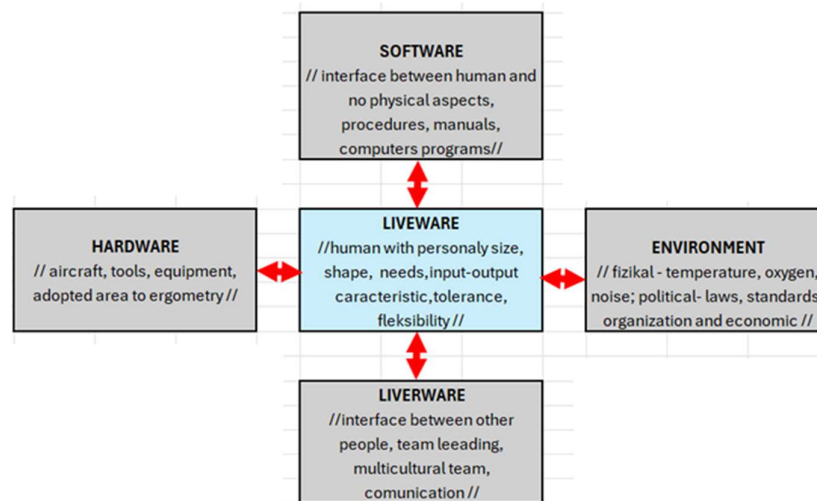 SOFTWARE
// interface between human and
no physical aspects,
procedures, manuals,
computers programs//
HARDWARE
// aircraft, tools, equipment,
adopted area to ergometry //
LIVEWARE
//human with personaly size,
shape, needs,input-output
caracteristic,tolerance,
fleksibility //
ENVIRONMENT
// fizikal - temperature, oxygen,
noise; political- laws, standards
organization and economic //
LIVERWARE
//interface between other
people, team leeading,
multicultural team,
comunication //